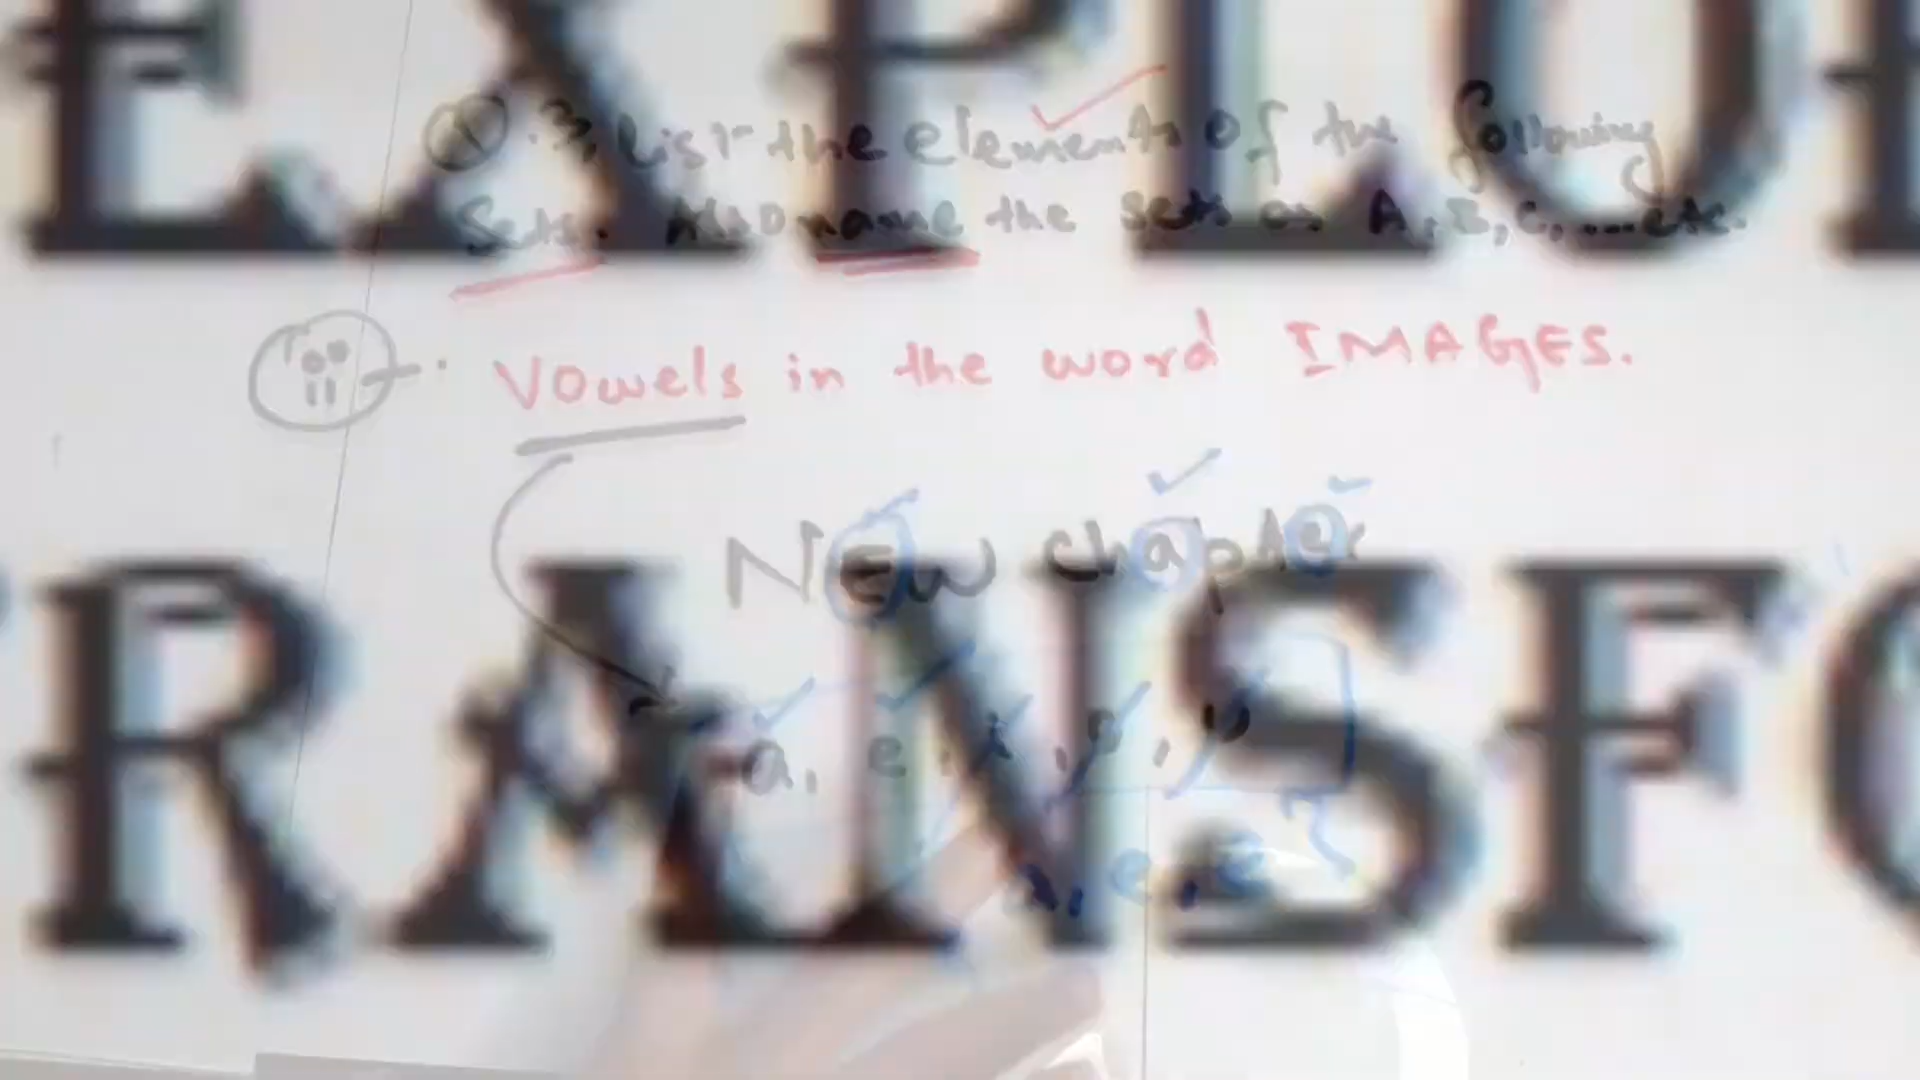 EXPLO
① .3, List the elements of the following
Sets. Also name the sets as A, B, C, ... etc.
Vowels in the word IMAGES.
NEW chapter
RANSFO
a, e, i, o, u
a, e, e }